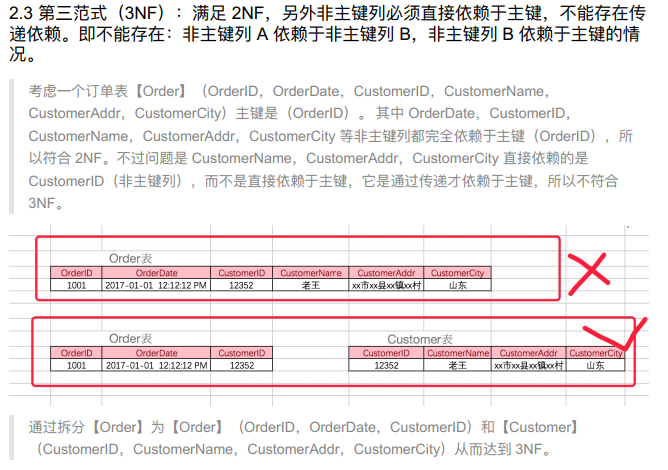 2.3 第三范式（3NF）：满足 2NF，另外非主键列必须直接依赖于主键，不能存在传
递依赖。即不能存在：非主键列 A 依赖于非主键列 B，非主键列 B 依赖于主键的情
况。
考虑一个订单表【Order】（OrderID，OrderDate，CustomerID，CustomerName，
CustomerAddr，CustomerCity）主键是（OrderID）。 其中 OrderDate，CustomerID，
CustomerName，CustomerAddr，CustomerCity 等非主键列都完全依赖于主键（OrderID），所
以符合 2NF。不过问题是 CustomerName，CustomerAddr，CustomerCity 直接依赖的是
CustomerID（非主键列），而不是直接依赖于主键，它是通过传递才依赖于主键，所以不符合
3NF。
Order表
OrderID OrderDate CustomerID CustomerName CustomerAddr CustomerCity
1001 2017-01-01 12:12:12 PM 12352 老王 xx市xx县xx镇xx村 山东
Order表 Customer表
OrderID OrderDate CustomerID CustomerID CustomerName CustomerAddr CustomerCity
1001 2017-01-01 12:12:12 PM 12352 12352 老王 xx市xx县xx镇xx村 山东
通过拆分【Order】为【Order】（OrderID，OrderDate，CustomerID）和【Customer】
（CustomerID，CustomerName，CustomerAddr，CustomerCity）从而达到 3NF。